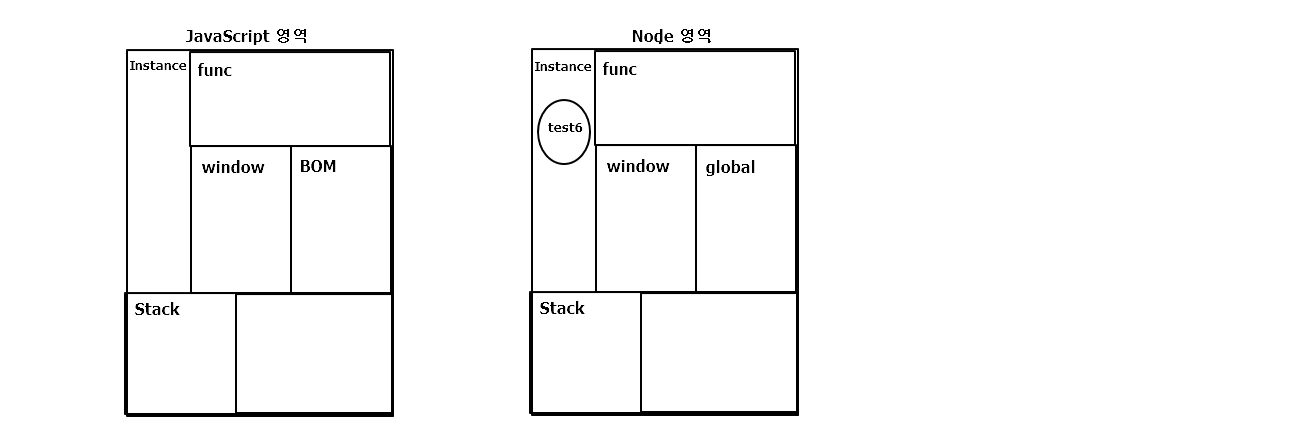 JavaScript 영역
Instance
func
window
BOM
Stack
Node 영역
Instance
func
test6
window
global
Stack